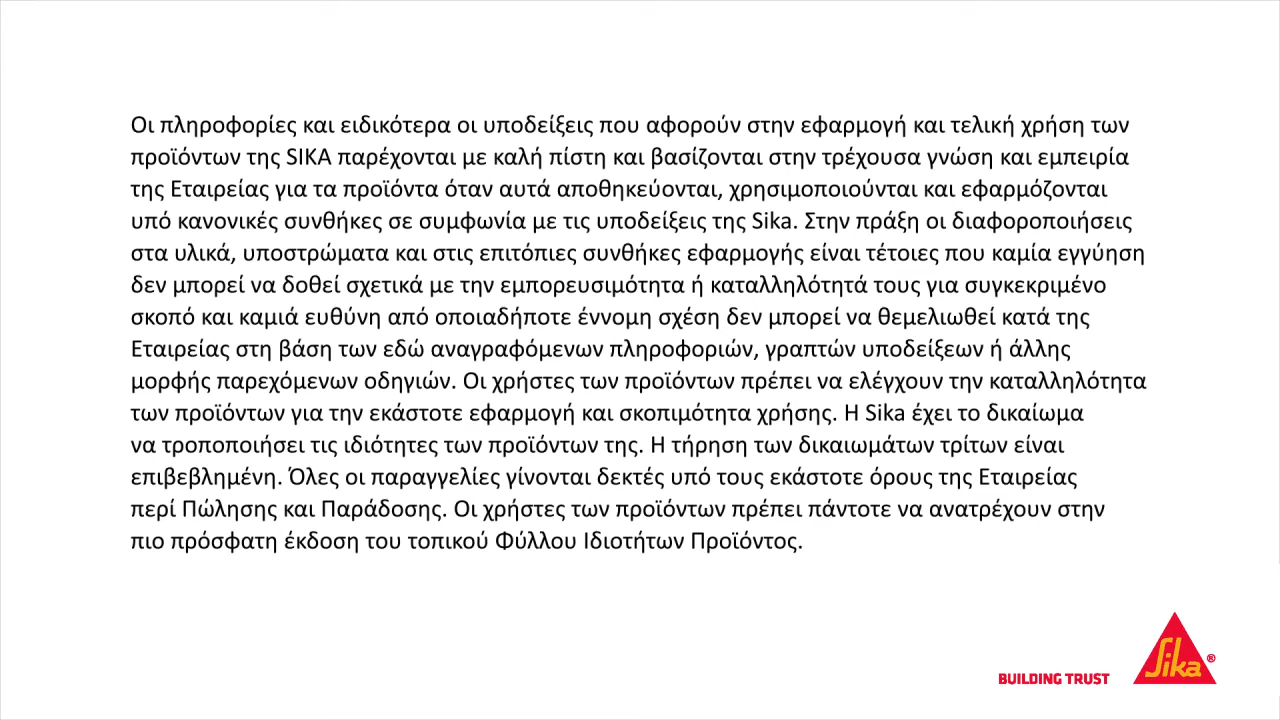 Οι πληροφορίες και ειδικότερα οι υποδείξεις που αφορούν στην εφαρμογή και τελική χρήση των
προϊόντων της SIKA παρέχονται με καλή πίστη και βασίζονται στην τρέχουσα γνώση και εμπειρία
της Εταιρείας για τα προϊόντα όταν αυτά αποθηκεύονται, χρησιμοποιούνται και εφαρμόζονται
υπό κανονικές συνθήκες σε συμφωνία με τις υποδείξεις της Sika. Στην πράξη οι διαφοροποιήσεις
στα υλικά, υποστρώματα και στις επιτόπιες συνθήκες εφαρμογής είναι τέτοιες που καμία εγγύηση
δεν μπορεί να δοθεί σχετικά με την εμπορευσιμότητα ή καταλληλότητά τους για συγκεκριμένο
σκοπό και καμιά ευθύνη από οποιαδήποτε έννομη σχέση δεν μπορεί να θεμελιωθεί κατά της
Εταιρείας στη βάση των εδώ αναγραφόμενων πληροφοριών, γραπτών υποδείξεων ή άλλης
μορφής παρεχόμενων οδηγιών. Οι χρήστες των προϊόντων πρέπει να ελέγχουν την καταλληλότητα
των προϊόντων για την εκάστοτε εφαρμογή και σκοπιμότητα χρήσης. Η Sika έχει το δικαίωμα
να τροποποιήσει τις ιδιότητες των προϊόντων της. Η τήρηση των δικαιωμάτων τρίτων είναι
επιβεβλημένη. Όλες οι παραγγελίες γίνονται δεκτές υπό τους εκάστοτε όρους της Εταιρείας
περί Πώλησης και Παράδοσης. Οι χρήστες των προϊόντων πρέπει πάντοτε να ανατρέχουν στην
πιο πρόσφατη έκδοση του τοπικού Φύλλου Ιδιοτήτων Προϊόντος.
BUILDING TRUST
Sika®